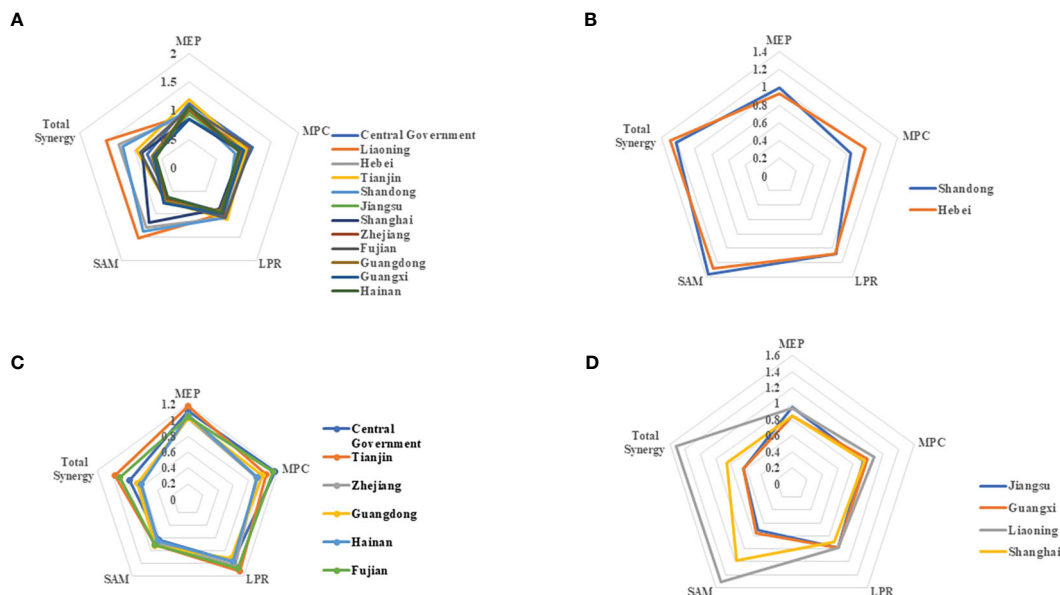 A
MEP
2
1.5
1
0
MPC
LPR
SAM
Total
Synergy
Central Government
Liaoning
Hebei
Tianjin
Shandong
Jiangsu
Shanghai
Zhejiang
Fujian
Guangdong
Guangxi
Hainan
B
MEP
1.4
1.2
1
0.8
0.6
0.4
0.2
0
MPC
LPR
SAM
Total
Synergy
Shandong
Hebei
C
MEP
1.2
1
0.8
0.6
0.4
0.2
0
MPC
LPR
SAM
Total
Synergy
Central
Government
Tianjin
Zhejiang
Guangdong
Hainan
Fujian
D
MEP
1.6
1.4
1.2
1
0.8
0.6
0.4
0.2
0
MPC
LPR
SAM
Total
Synergy
Jiangsu
Guangxi
Liaoning
Shanghai